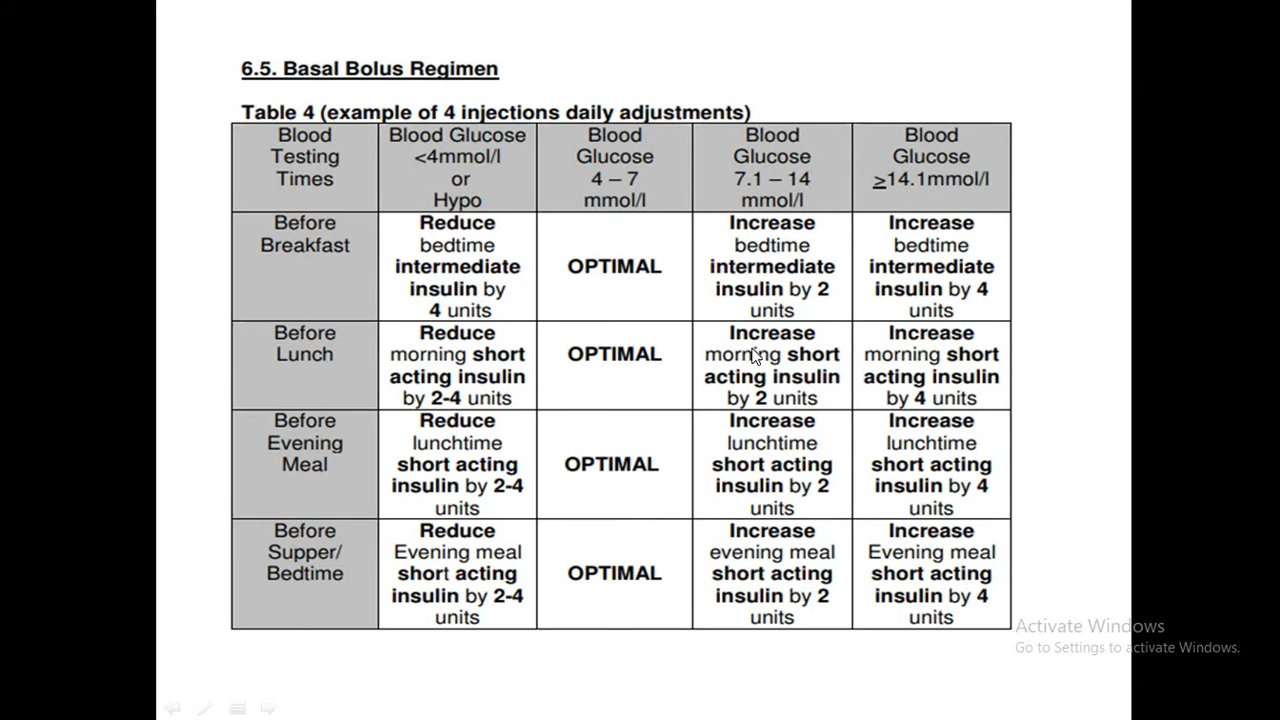 6.5. Basal Bolus Regimen
Table 4 (example of 4 injections daily adjustments)
Blood
Testing
Times
Blood Glucose
<4mmol/l
or
Hypo
Blood
Glucose
4 – 7
mmol/l
Blood
Glucose
7.1 – 14
mmol/l
Blood
Glucose
≥14.1mmol/l
Before
Breakfast
Reduce
bedtime
intermediate
insulin by
4 units
OPTIMAL
Increase
bedtime
intermediate
insulin by 2
units
Increase
bedtime
intermediate
insulin by 4
units
Before
Lunch
Reduce
morning short
acting insulin
by 2-4 units
OPTIMAL
Increase
morning short
acting insulin
by 2 units
Increase
morning short
acting insulin
by 4 units
Before
Evening
Meal
Reduce
lunchtime
short acting
insulin by 2-4
units
OPTIMAL
Increase
lunchtime
short acting
insulin by 2
units
Increase
lunchtime
short acting
insulin by 4
units
Before
Supper/
Bedtime
Reduce
Evening meal
short acting
insulin by 2-4
units
OPTIMAL
Increase
evening meal
short acting
insulin by 2
units
Increase
Evening meal
short acting
insulin by 4
units
Activate Windows
Go to Settings to activate Windows.